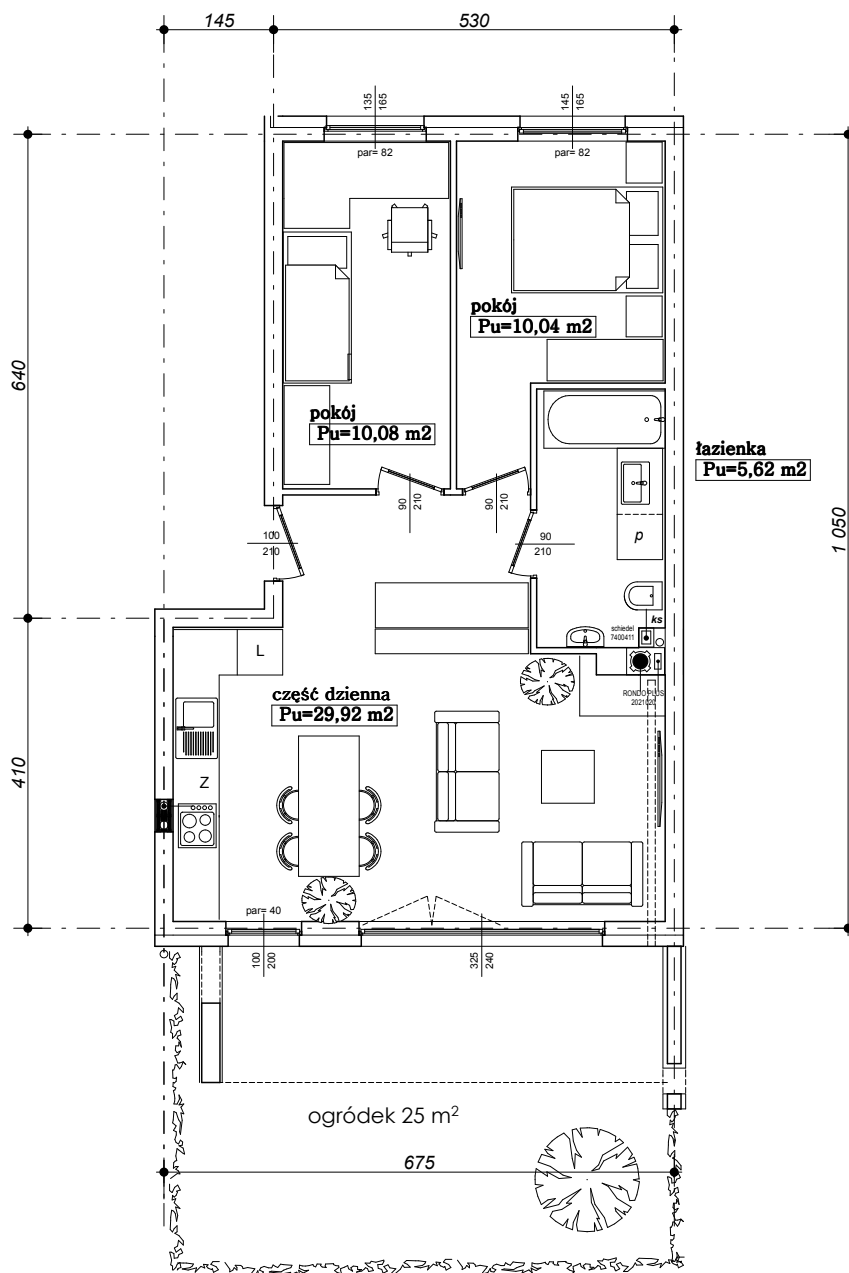 145
530
135
165
145
165
par= 82
par= 82
pokój
Pu=10,04 m2
640
pokój
Pu=10,08 m2
łazienka
Pu=5,62 m2
90
210
90
210
1 050
100
210
90
210
p
ks
schiedel
7400411
L
RONDO PLUS
2021020
część dzienna
Pu=29,92 m2
410
Z
par= 40
100
200
325
240
ogródek 25 m²
675